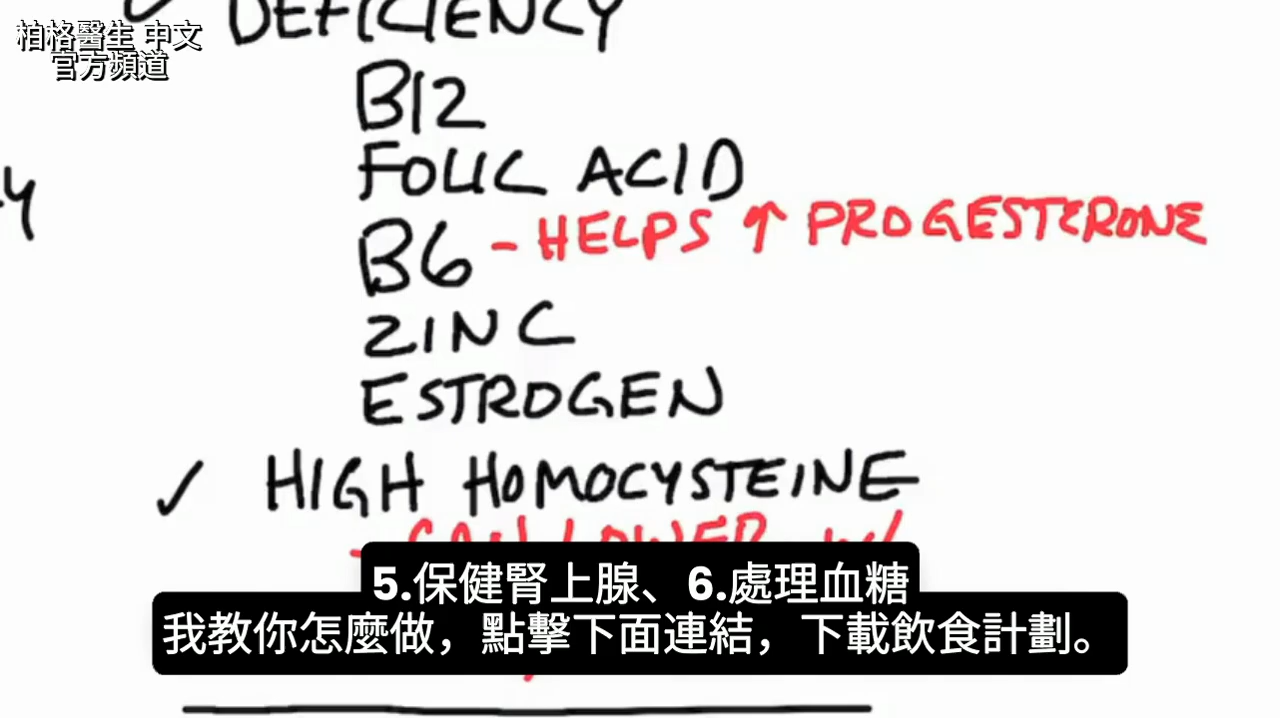 柏格醫生 中文
官方頻道
DEFICIENCY
B12
FOLIC ACID
B6 - HELPS ↑ PROGESTERONE
ZINC
ESTROGEN
✓ HIGH HOMOCYSTEINE
- CAN LOWER W/
5.保健腎上腺、6.處理血糖
我教你怎麼做，點擊下面連結，下載飲食計劃。